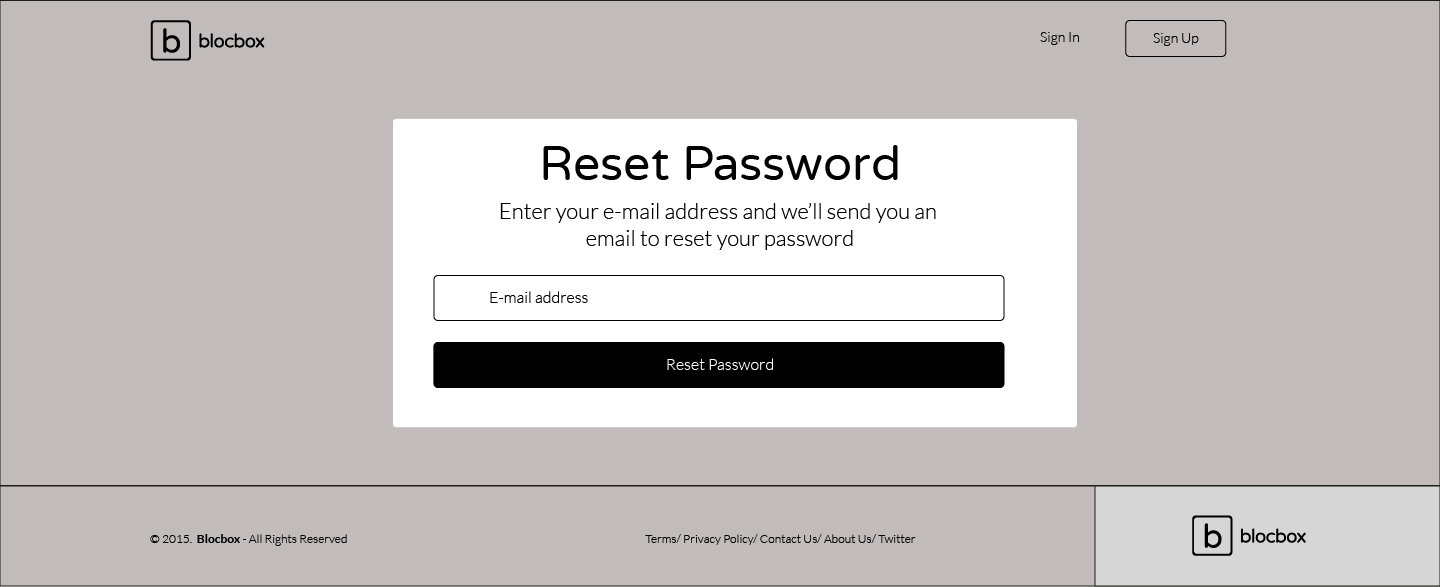 b blocbox
Sign In
Sign Up
Reset Password
Enter your e-mail address and we’ll send you an
email to reset your password
E-mail address
Reset Password
© 2015. Blocbox - All Rights Reserved
Terms/ Privacy Policy/ Contact Us/ About Us/ Twitter
b blocbox